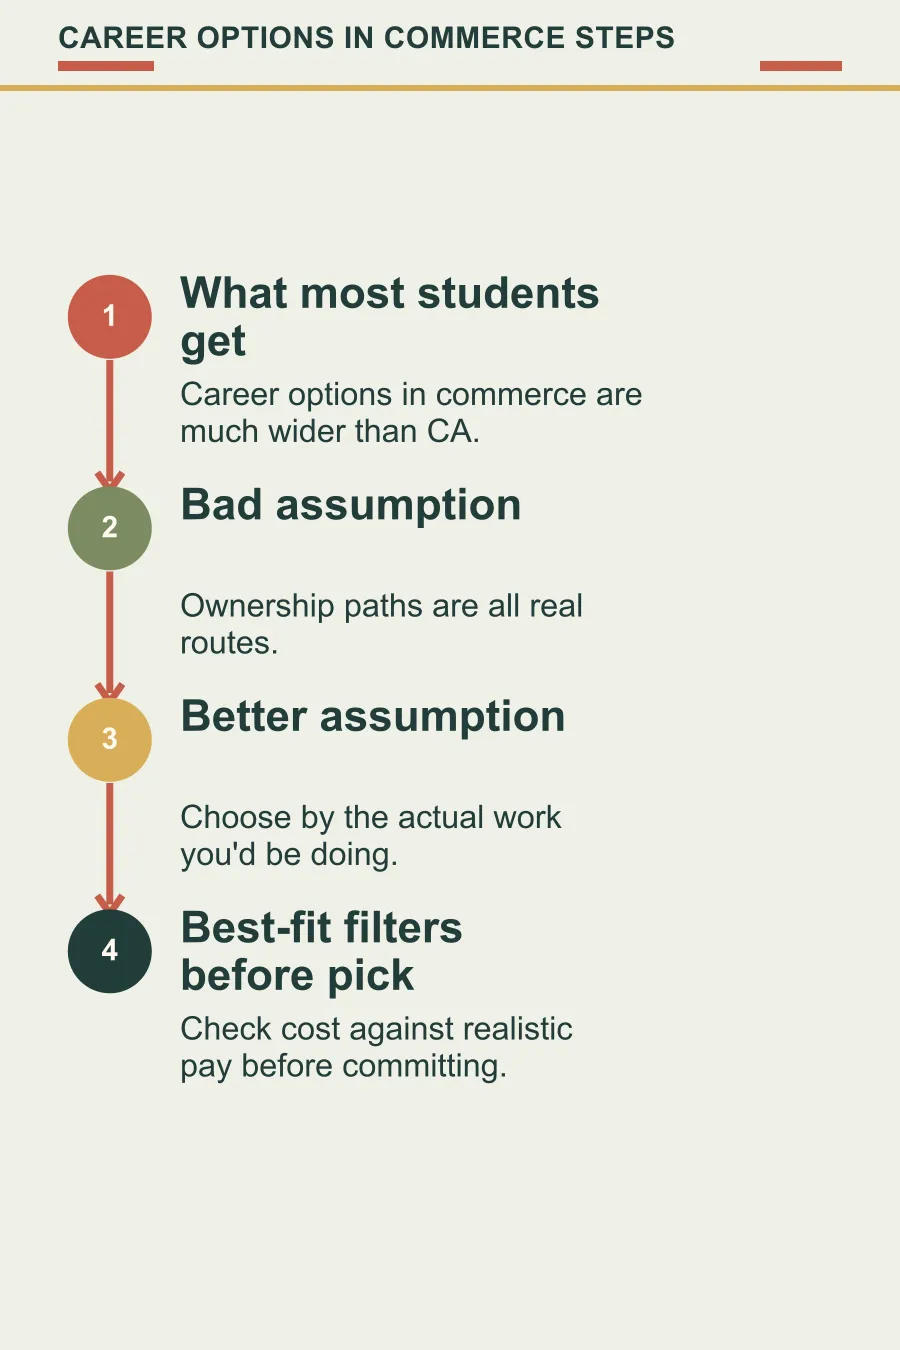 CAREER OPTIONS IN COMMERCE STEPS
1
What most students
get
Career options in commerce are
much wider than CA.
2
Bad assumption
Ownership paths are all real
routes.
3
Better assumption
Choose by the actual work
you'd be doing.
4
Best-fit filters
before pick
Check cost against realistic
pay before committing.